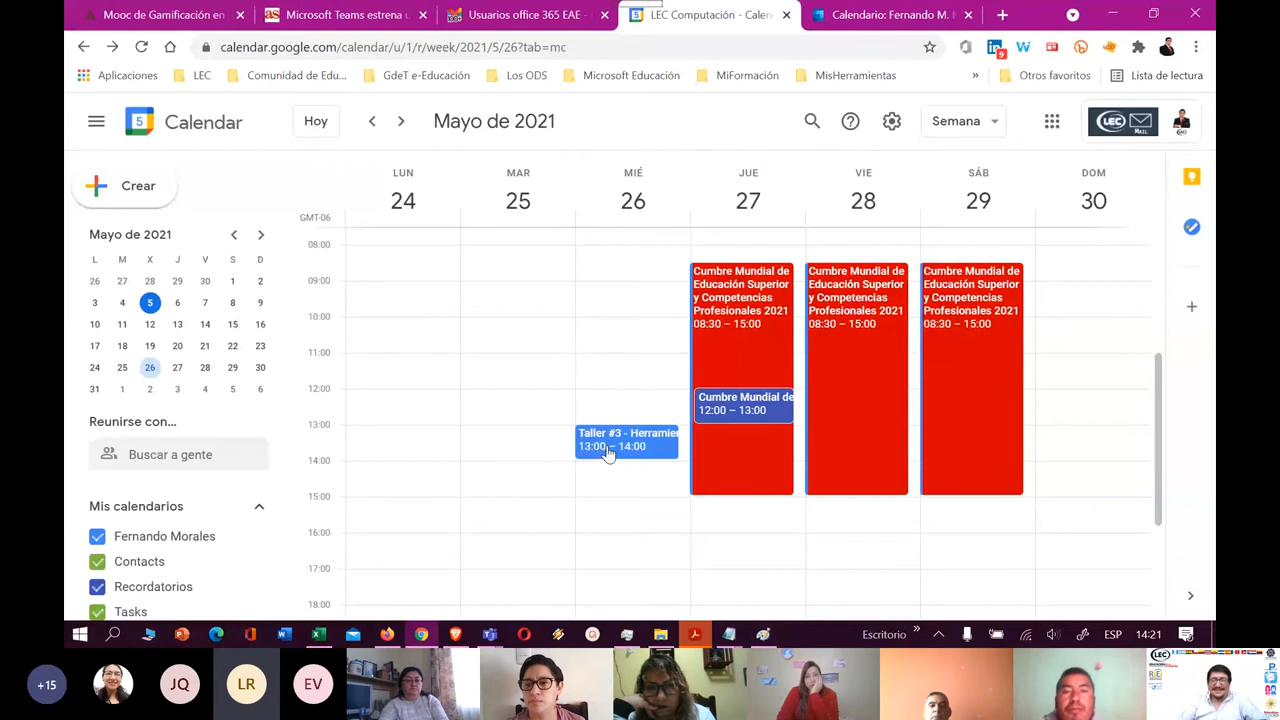 Mooc de Gamificación en
Microsoft Teams estrena
Usuarios office 365 EAE -
LEC Computación - Calen
Calendario: Fernando M.
calendar.google.com/calendar/u/1/r/week/2021/5/26?tab=mc
9
Aplicaciones
LEC
Comunidad de Edu...
GdeT e-Educación
Los ODS
Microsoft Educación
MiFormación
MisHerramientas
»
Otros favoritos
Lista de lectura
5
Calendar
Hoy
Mayo de 2021
Semana
LEC
MAIL
Crear
LUN MAR MIÉ JUE VIE SÁB DOM
24 25 26 27 28 29 30
GMT-06
Mayo de 2021
L M X J V S D
26 27 28 29 30 1 2
3 4 5 6 7 8 9
10 11 12 13 14 15 16
17 18 19 20 21 22 23
24 25 26 27 28 29 30
31 1 2 3 4 5 6
Reunirse con...
Buscar a gente
Mis calendarios
Fernando Morales
Contacts
Recordatorios
Tasks
08:00
09:00
10:00
11:00
12:00
13:00
14:00
15:00
16:00
17:00
18:00
Taller #3 - Herramier
13:00 – 14:00
Cumbre Mundial de
Educación Superior
y Competencias
Profesionales 2021
08:30 – 15:00
Cumbre Mundial de
12:00 – 13:00
Cumbre Mundial de
Educación Superior
y Competencias
Profesionales 2021
08:30 – 15:00
Cumbre Mundial de
Educación Superior
y Competencias
Profesionales 2021
08:30 – 15:00
Escritorio
»
ESP
14:21
+15
JQ
LR
EV
LEC